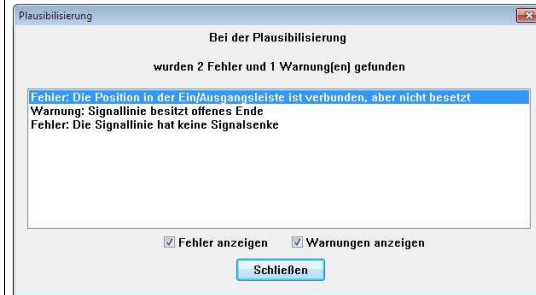 Plausibilisierung
Bei der Plausibilisierung
wurden 2 Fehler und 1 Warnung(en) gefunden
Fehler: Die Position in der Ein/Ausgangsleiste ist verbunden, aber nicht besetzt
Warnung: Signallinie besitzt offenes Ende
Fehler: Die Signallinie hat keine Signalsenke
Fehler anzeigen Warnungen anzeigen
Schließen